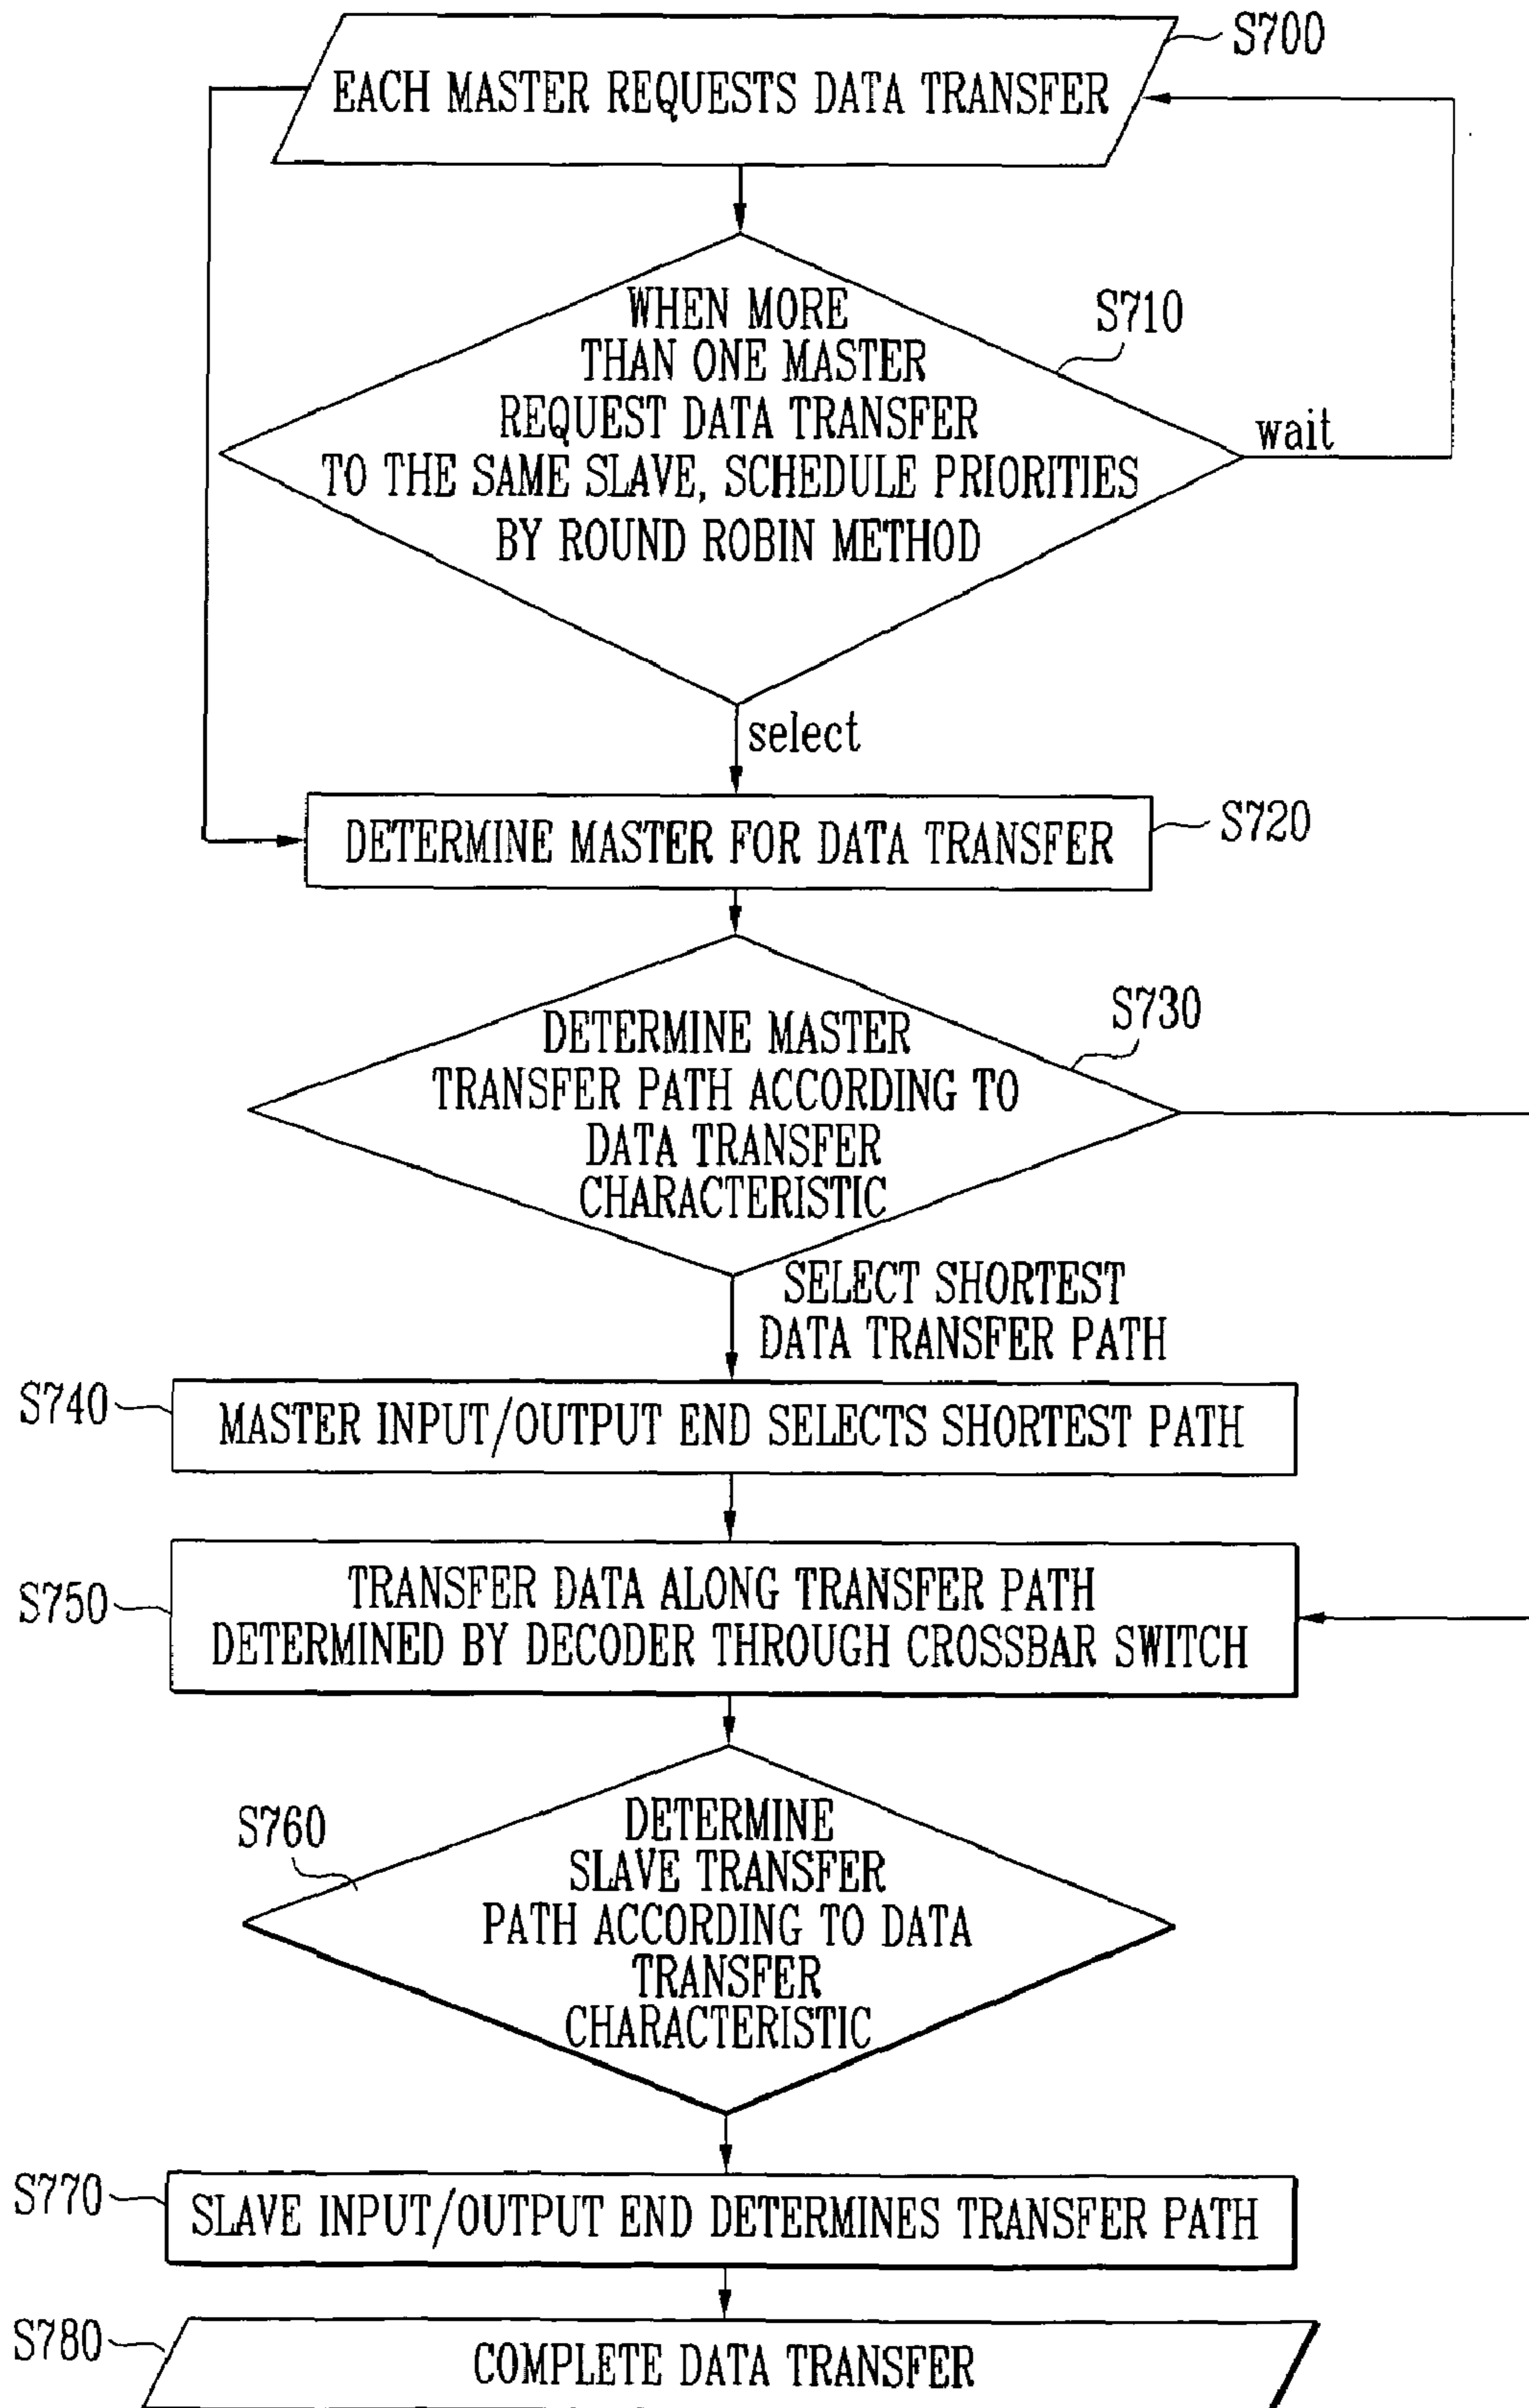 S700
EACH MASTER REQUESTS DATA TRANSFER
S710
WHEN MORE
THAN ONE MASTER
REQUEST DATA TRANSFER
TO THE SAME SLAVE, SCHEDULE PRIORITIES
BY ROUND ROBIN METHOD
wait
select
DETERMINE MASTER FOR DATA TRANSFER
S720
S730
DETERMINE MASTER
TRANSFER PATH ACCORDING TO
DATA TRANSFER
CHARACTERISTIC
SELECT SHORTEST
DATA TRANSFER PATH
S740
MASTER INPUT/OUTPUT END SELECTS SHORTEST PATH
S750
TRANSFER DATA ALONG TRANSFER PATH
DETERMINED BY DECODER THROUGH CROSSBAR SWITCH
S760
DETERMINE
SLAVE TRANSFER
PATH ACCORDING TO DATA
TRANSFER
CHARACTERISTIC
S770
SLAVE INPUT/OUTPUT END DETERMINES TRANSFER PATH
S780
COMPLETE DATA TRANSFER